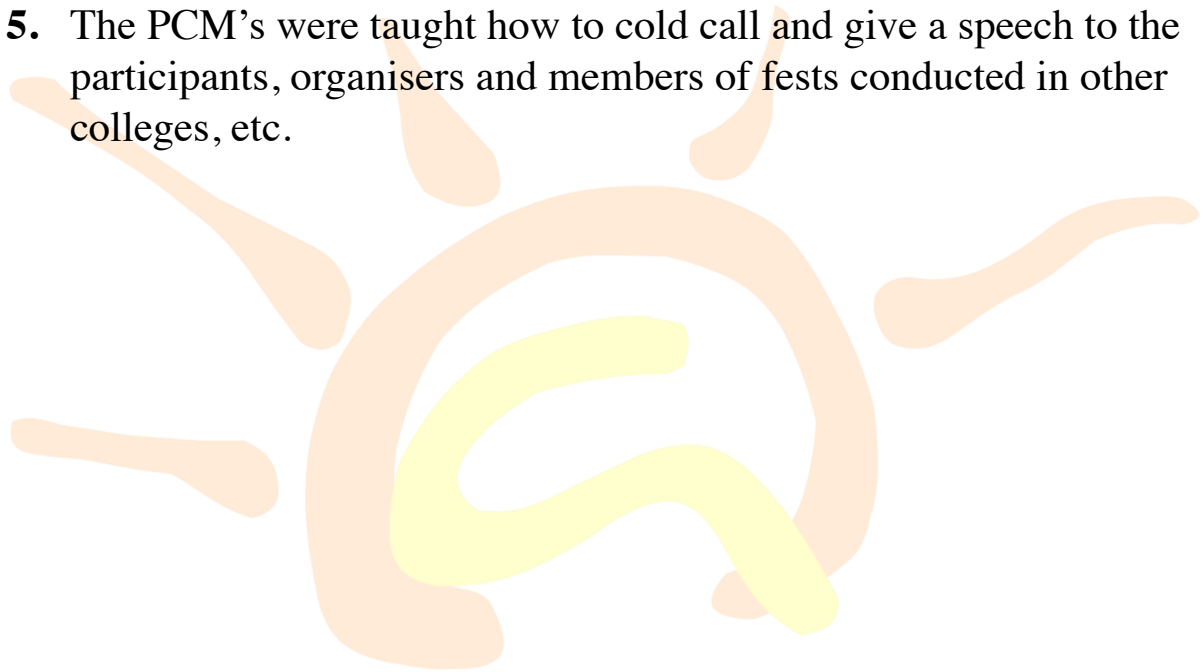 5. The PCM’s were taught how to cold call and give a speech to the
participants, organisers and members of fests conducted in other
colleges, etc.